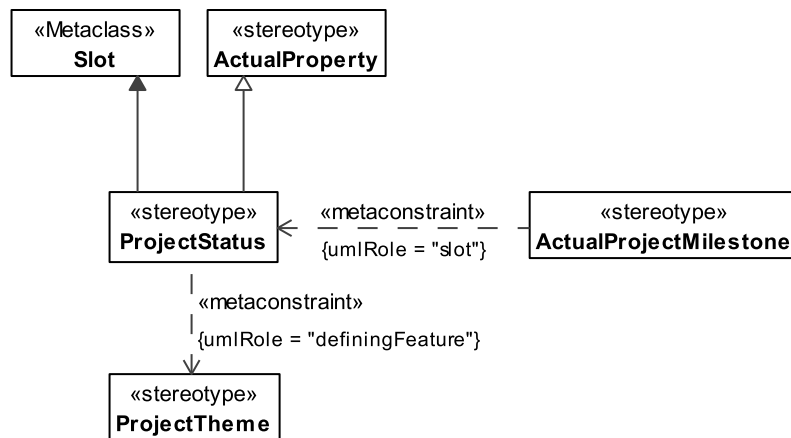 «Metaclass»
Slot
«stereotype»
ActualProperty
«stereotype»
ProjectStatus
«metaconstraint»
{umlRole = "slot"}
«stereotype»
ActualProjectMilestone
«metaconstraint»
{umlRole = "definingFeature"}
«stereotype»
ProjectTheme